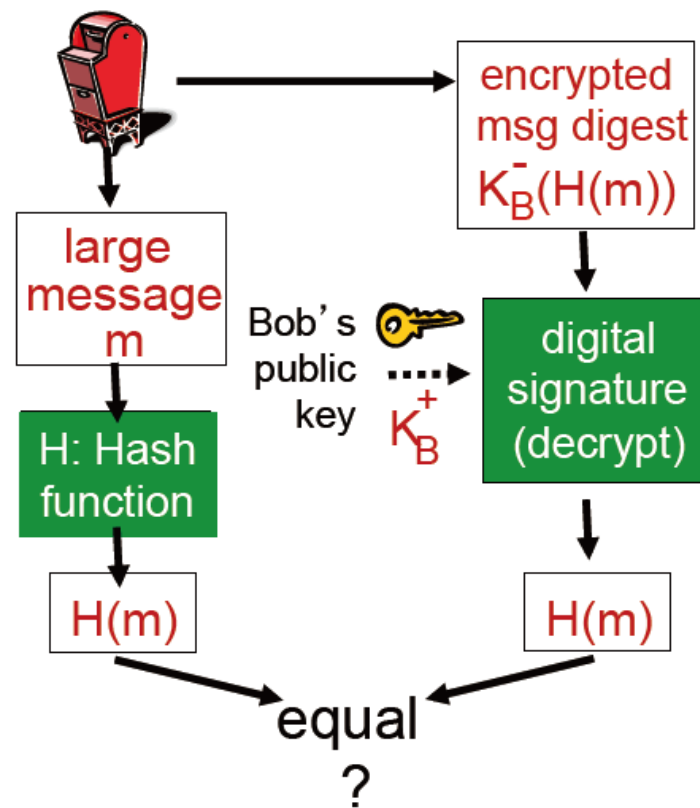 encrypted
msg digest
K_B^-(H(m))
large
message
m
Bob's
public
key
K_B^+
digital
signature
(decrypt)
H: Hash
function
H(m)
H(m)
equal
?